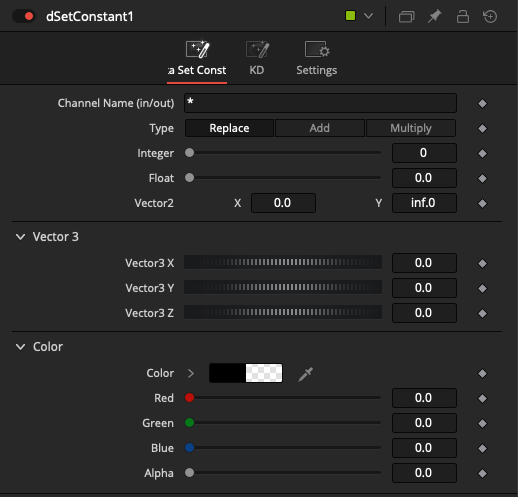 dSetConstant1
ta Set Const KD Settings
Channel Name (in/out) *
Type Replace Add Multiply
Integer 0
Float 0.0
Vector2 X 0.0 Y inf.0
Vector 3
Vector3 X 0.0
Vector3 Y 0.0
Vector3 Z 0.0
Color
Color
Red 0.0
Green 0.0
Blue 0.0
Alpha 0.0